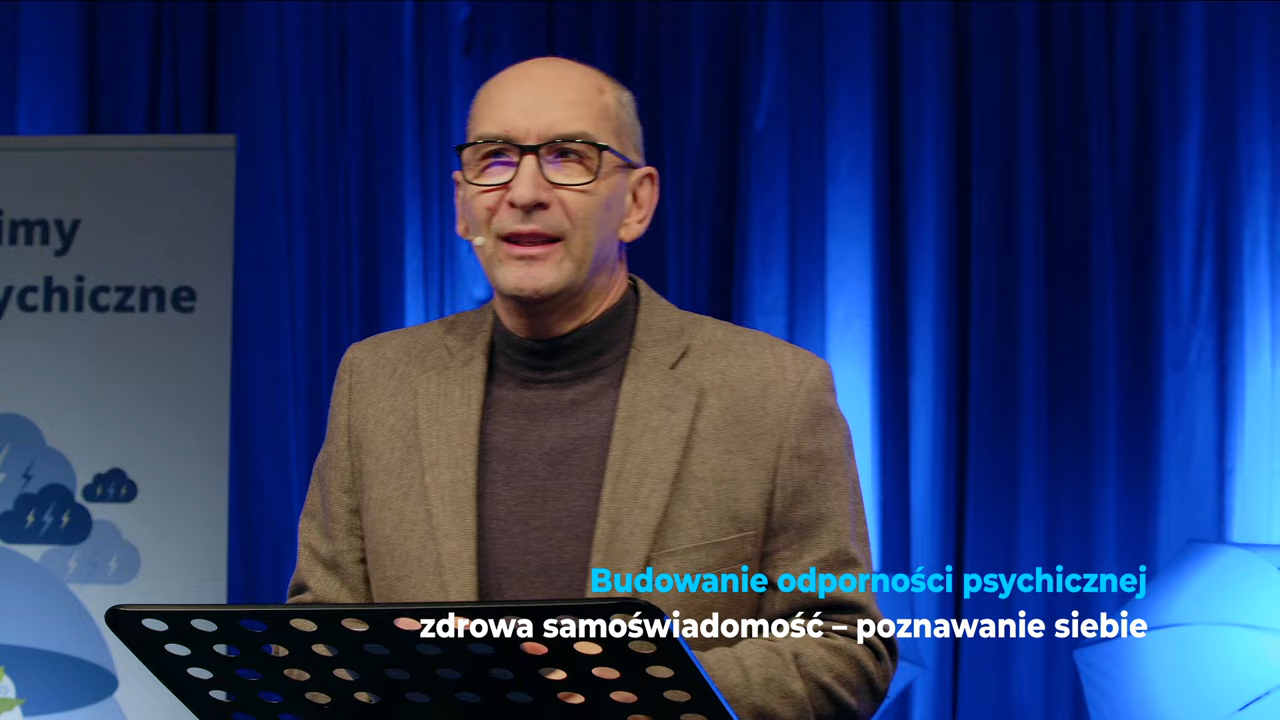 imy
ychiczne
Budowanie odporności psychicznej
zdrowa samoświadomość – poznawanie siebie